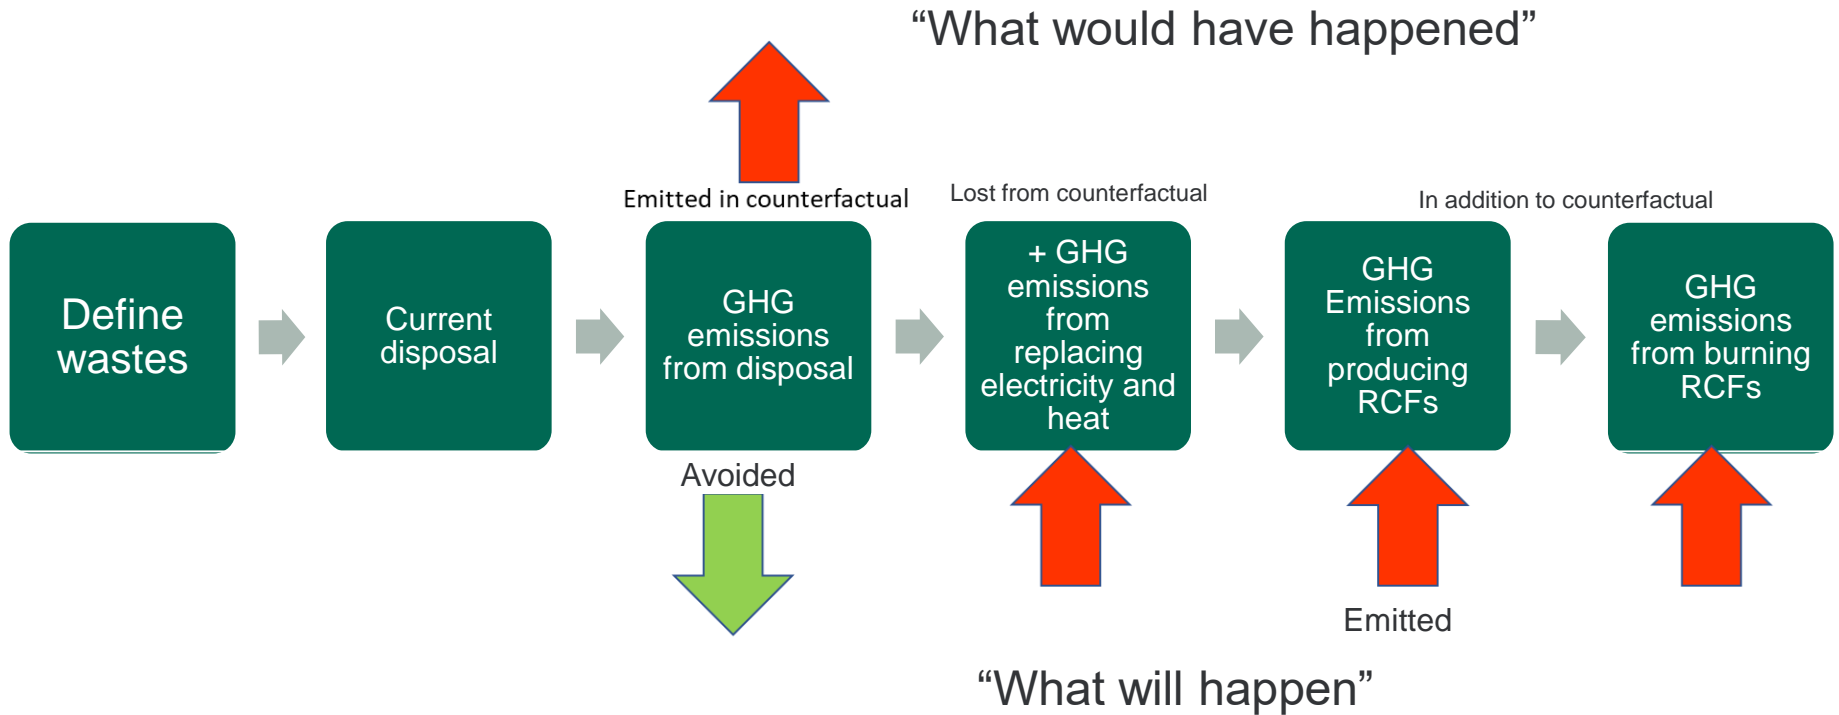 “What would have happened”
Emitted in counterfactual
Lost from counterfactual
In addition to counterfactual
Define
wastes
Current
disposal
GHG
emissions
from disposal
+ GHG
emissions
from
replacing
electricity and
heat
GHG
Emissions
from
producing
RCFs
GHG
emissions
from burning
RCFs
Avoided
Emitted
“What will happen”